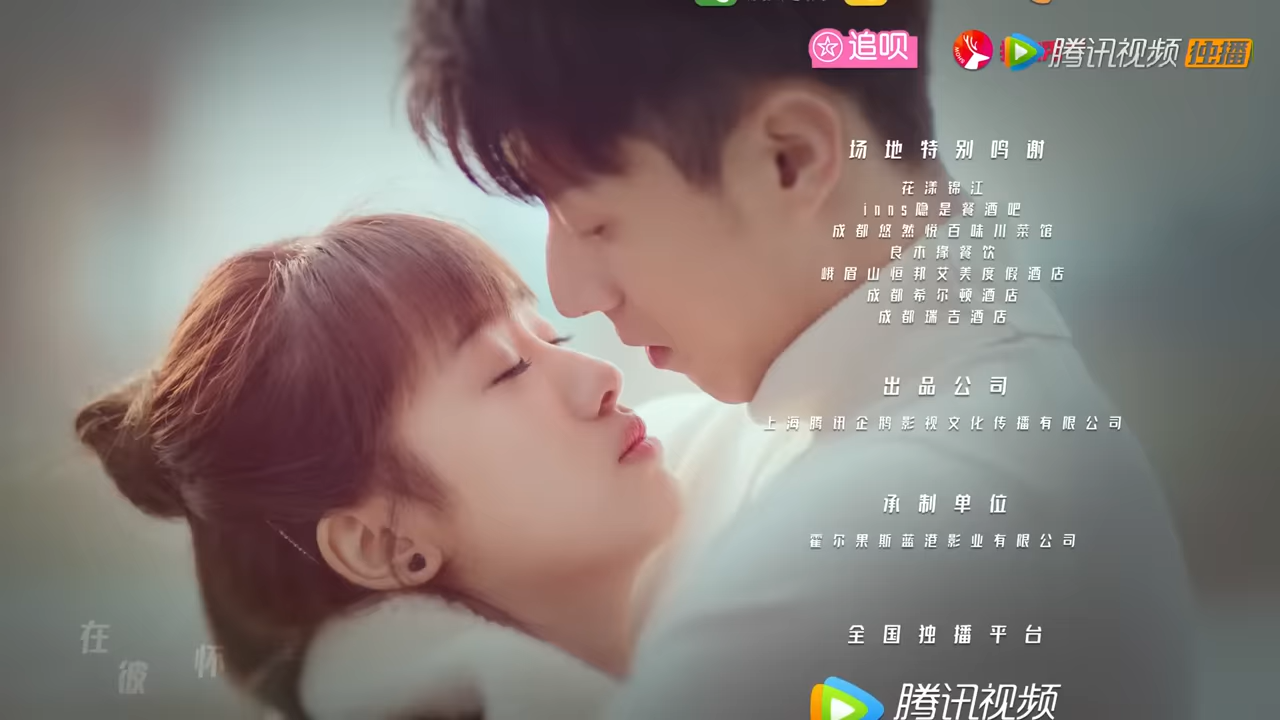 追呗
腾讯视频 独播
场地特别鸣谢
花漾锦江
inns隐是餐酒吧
成都悠然悦百味川菜馆
良木缘餐饮
峨眉山恒邦艾美度假酒店
成都希尔顿酒店
成都瑞吉酒店
出品公司
上海腾讯企鹅影视文化传播有限公司
承制单位
霍尔果斯蓝港影业有限公司
全国独播平台
腾讯视频
在
彼
怀